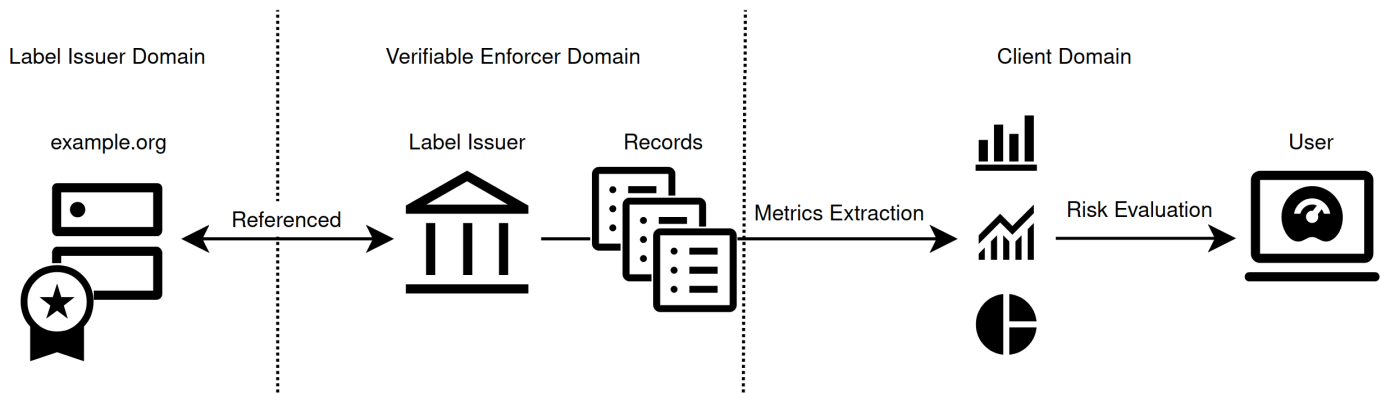 Label Issuer Domain
Verifiable Enforcer Domain
Client Domain
example.org
Label Issuer
Records
User
Referenced
Metrics Extraction
Risk Evaluation